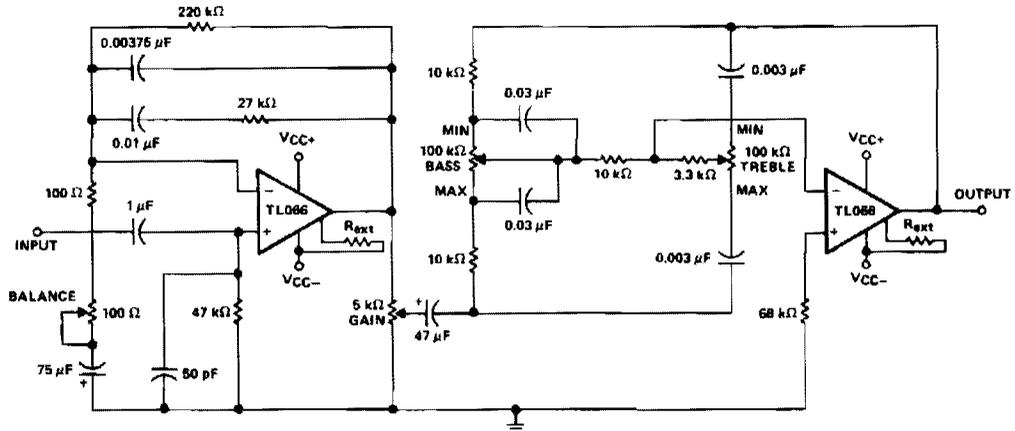 220 kΩ
0.00375 μF
27 kΩ
0.01 μF
VCC+
100 Ω
1 μF
TL066
Rext
INPUT
VCC–
BALANCE
100 Ω
47 kΩ
5 kΩ
GAIN
+
47 μF
75 μF
+
50 pF
–
+
10 kΩ
0.03 μF
MIN
100 kΩ
BASS
MAX
0.03 μF
10 kΩ
10 kΩ
3.3 kΩ
0.003 μF
MIN
100 kΩ
TREBLE
MAX
0.003 μF
VCC+
–
+
Rext
VCC–
OUTPUT
68 kΩ